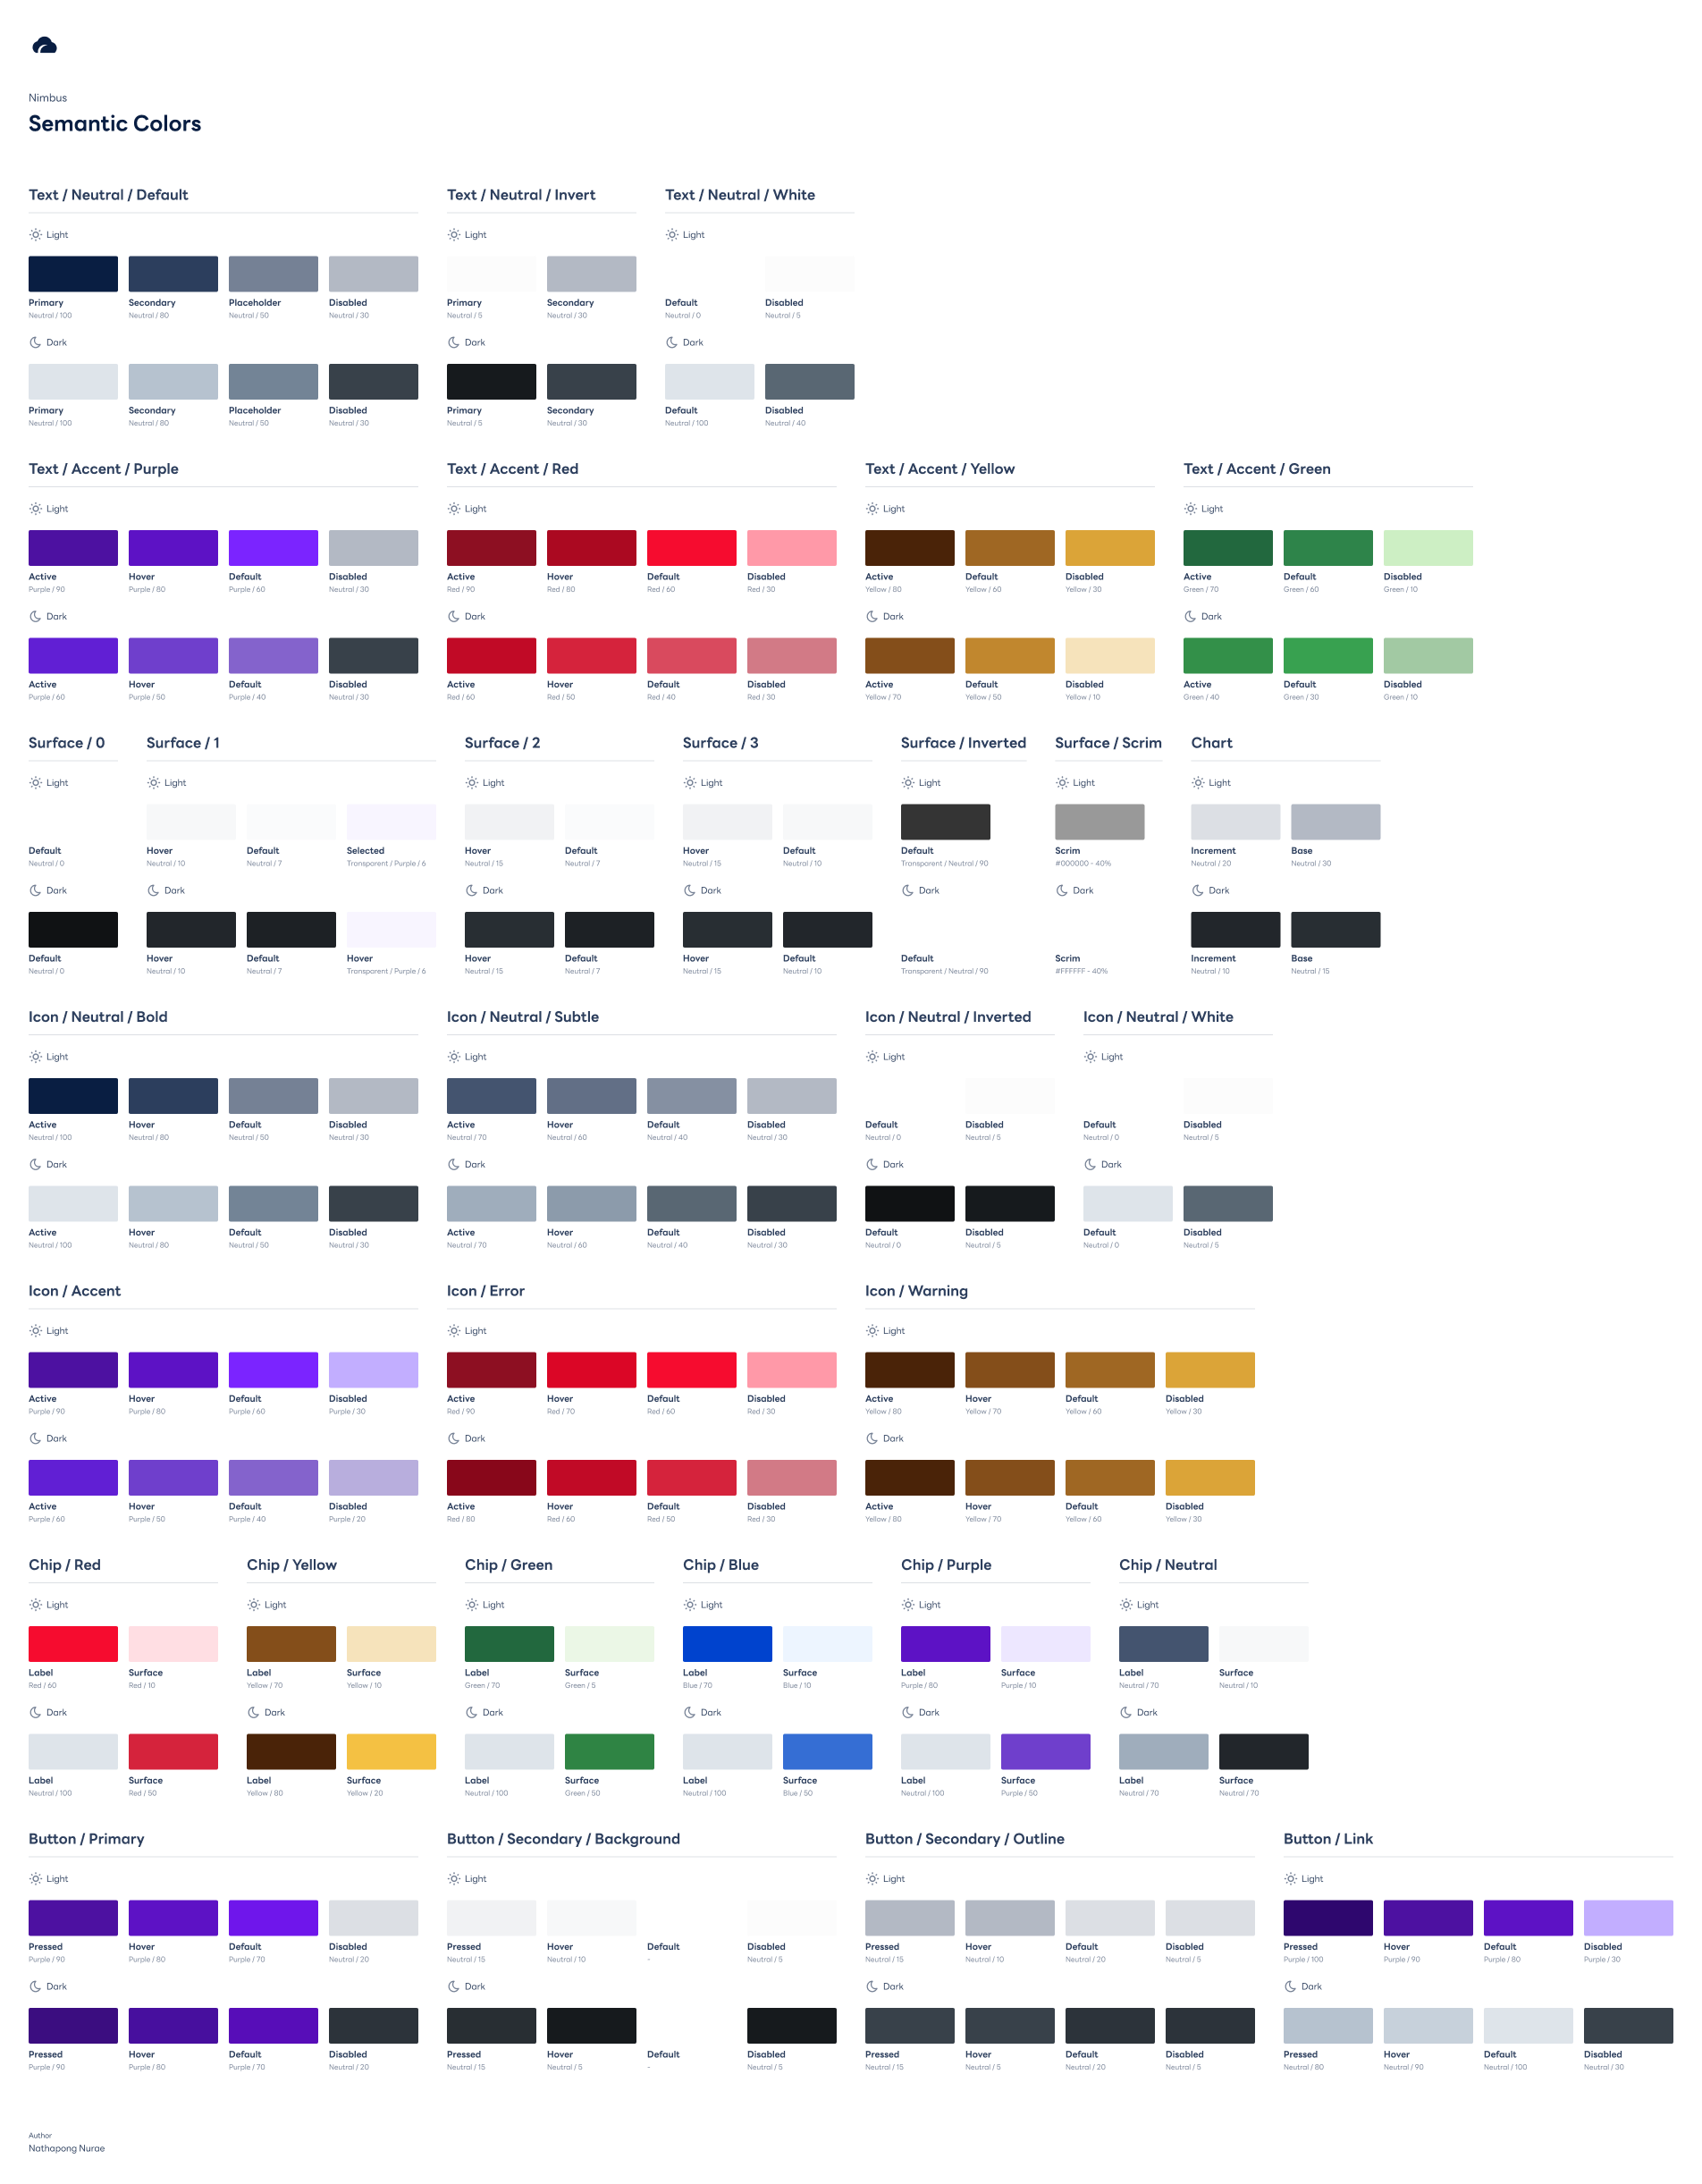 Nimbus
Semantic Colors
Text / Neutral / Default Text / Neutral / Invert Text / Neutral / White
Light Light Light
Primary Secondary Placeholder Disabled Primary Secondary Default Disabled
Neutral / 100 Neutral / 80 Neutral / 50 Neutral / 30 Neutral / 5 Neutral / 30 Neutral / 0 Neutral / 5
Dark Dark Dark
Primary Secondary Placeholder Disabled Primary Secondary Default Disabled
Neutral / 100 Neutral / 80 Neutral / 50 Neutral / 30 Neutral / 5 Neutral / 30 Neutral / 100 Neutral / 40
Text / Accent / Purple Text / Accent / Red Text / Accent / Yellow Text / Accent / Green
Light Light Light Light
Active Hover Default Disabled Active Hover Default Disabled Active Default Disabled Active Default Disabled
Purple / 90 Purple / 80 Purple / 60 Neutral / 30 Red / 90 Red / 80 Red / 60 Red / 30 Yellow / 80 Yellow / 60 Yellow / 30 Green / 70 Green / 60 Green / 10
Dark Dark Dark Dark
Active Hover Default Disabled Active Hover Default Disabled Active Default Disabled Active Default Disabled
Purple / 60 Purple / 50 Purple / 40 Neutral / 30 Red / 60 Red / 50 Red / 40 Red / 30 Yellow / 70 Yellow / 50 Yellow / 10 Green / 40 Green / 30 Green / 10
Surface / 0 Surface / 1 Surface / 2 Surface / 3 Surface / Inverted Surface / Scrim Chart
Light Light Light Light Light Light Light
Default Hover Default Selected Hover Default Hover Default Default Scrim Increment Base
Neutral / 0 Neutral / 10 Neutral / 7 Transparent / Purple / 6 Neutral / 15 Neutral / 7 Neutral / 15 Neutral / 10 Transparent / Neutral / 90 #000000 - 40% Neutral / 20 Neutral / 30
Dark Dark Dark Dark Dark Dark Dark
Default Hover Default Hover Hover Default Hover Default Default Scrim Increment Base
Neutral / 0 Neutral / 10 Neutral / 7 Transparent / Purple / 6 Neutral / 15 Neutral / 7 Neutral / 15 Neutral / 10 Transparent / Neutral / 90 #FFFFFF - 40% Neutral / 10 Neutral / 15
Icon / Neutral / Bold Icon / Neutral / Subtle Icon / Neutral / Inverted Icon / Neutral / White
Light Light Light Light
Active Hover Default Disabled Active Hover Default Disabled Default Disabled Default Disabled
Neutral / 100 Neutral / 80 Neutral / 50 Neutral / 30 Neutral / 70 Neutral / 60 Neutral / 40 Neutral / 30 Neutral / 0 Neutral / 5 Neutral / 0 Neutral / 5
Dark Dark Dark Dark
Active Hover Default Disabled Active Hover Default Disabled Default Disabled Default Disabled
Neutral / 100 Neutral / 80 Neutral / 50 Neutral / 30 Neutral / 70 Neutral / 60 Neutral / 40 Neutral / 30 Neutral / 0 Neutral / 5 Neutral / 0 Neutral / 5
Icon / Accent Icon / Error Icon / Warning
Light Light Light
Active Hover Default Disabled Active Hover Default Disabled Active Hover Default Disabled
Purple / 90 Purple / 80 Purple / 60 Purple / 30 Red / 90 Red / 70 Red / 60 Red / 30 Yellow / 80 Yellow / 70 Yellow / 60 Yellow / 30
Dark Dark Dark
Active Hover Default Disabled Active Hover Default Disabled Active Hover Default Disabled
Purple / 60 Purple / 50 Purple / 40 Purple / 20 Red / 80 Red / 60 Red / 50 Red / 30 Yellow / 80 Yellow / 70 Yellow / 60 Yellow / 30
Chip / Red Chip / Yellow Chip / Green Chip / Blue Chip / Purple Chip / Neutral
Light Light Light Light Light Light
Label Surface Label Surface Label Surface Label Surface Label Surface Label Surface
Red / 60 Red / 10 Yellow / 70 Yellow / 10 Green / 70 Green / 5 Blue / 70 Blue / 10 Purple / 80 Purple / 10 Neutral / 70 Neutral / 10
Dark Dark Dark Dark Dark Dark
Label Surface Label Surface Label Surface Label Surface Label Surface Label Surface
Neutral / 100 Red / 50 Yellow / 80 Yellow / 20 Neutral / 100 Green / 50 Neutral / 100 Blue / 50 Neutral / 100 Purple / 50 Neutral / 70 Neutral / 70
Button / Primary Button / Secondary / Background Button / Secondary / Outline Button / Link
Light Light Light Light
Pressed Hover Default Disabled Pressed Hover Default Disabled Pressed Hover Default Disabled Pressed Hover Default Disabled
Purple / 90 Purple / 80 Purple / 70 Neutral / 20 Neutral / 15 Neutral / 10 - Neutral / 5 Neutral / 15 Neutral / 10 Neutral / 20 Neutral / 5 Purple / 100 Purple / 90 Purple / 80 Purple / 30
Dark Dark Dark Dark
Pressed Hover Default Disabled Pressed Hover Default Disabled Pressed Hover Default Disabled Pressed Hover Default Disabled
Purple / 90 Purple / 80 Purple / 70 Neutral / 20 Neutral / 15 Neutral / 5 - Neutral / 5 Neutral / 15 Neutral / 5 Neutral / 20 Neutral / 5 Neutral / 80 Neutral / 90 Neutral / 100 Neutral / 30
Author
Nathapong Nurae